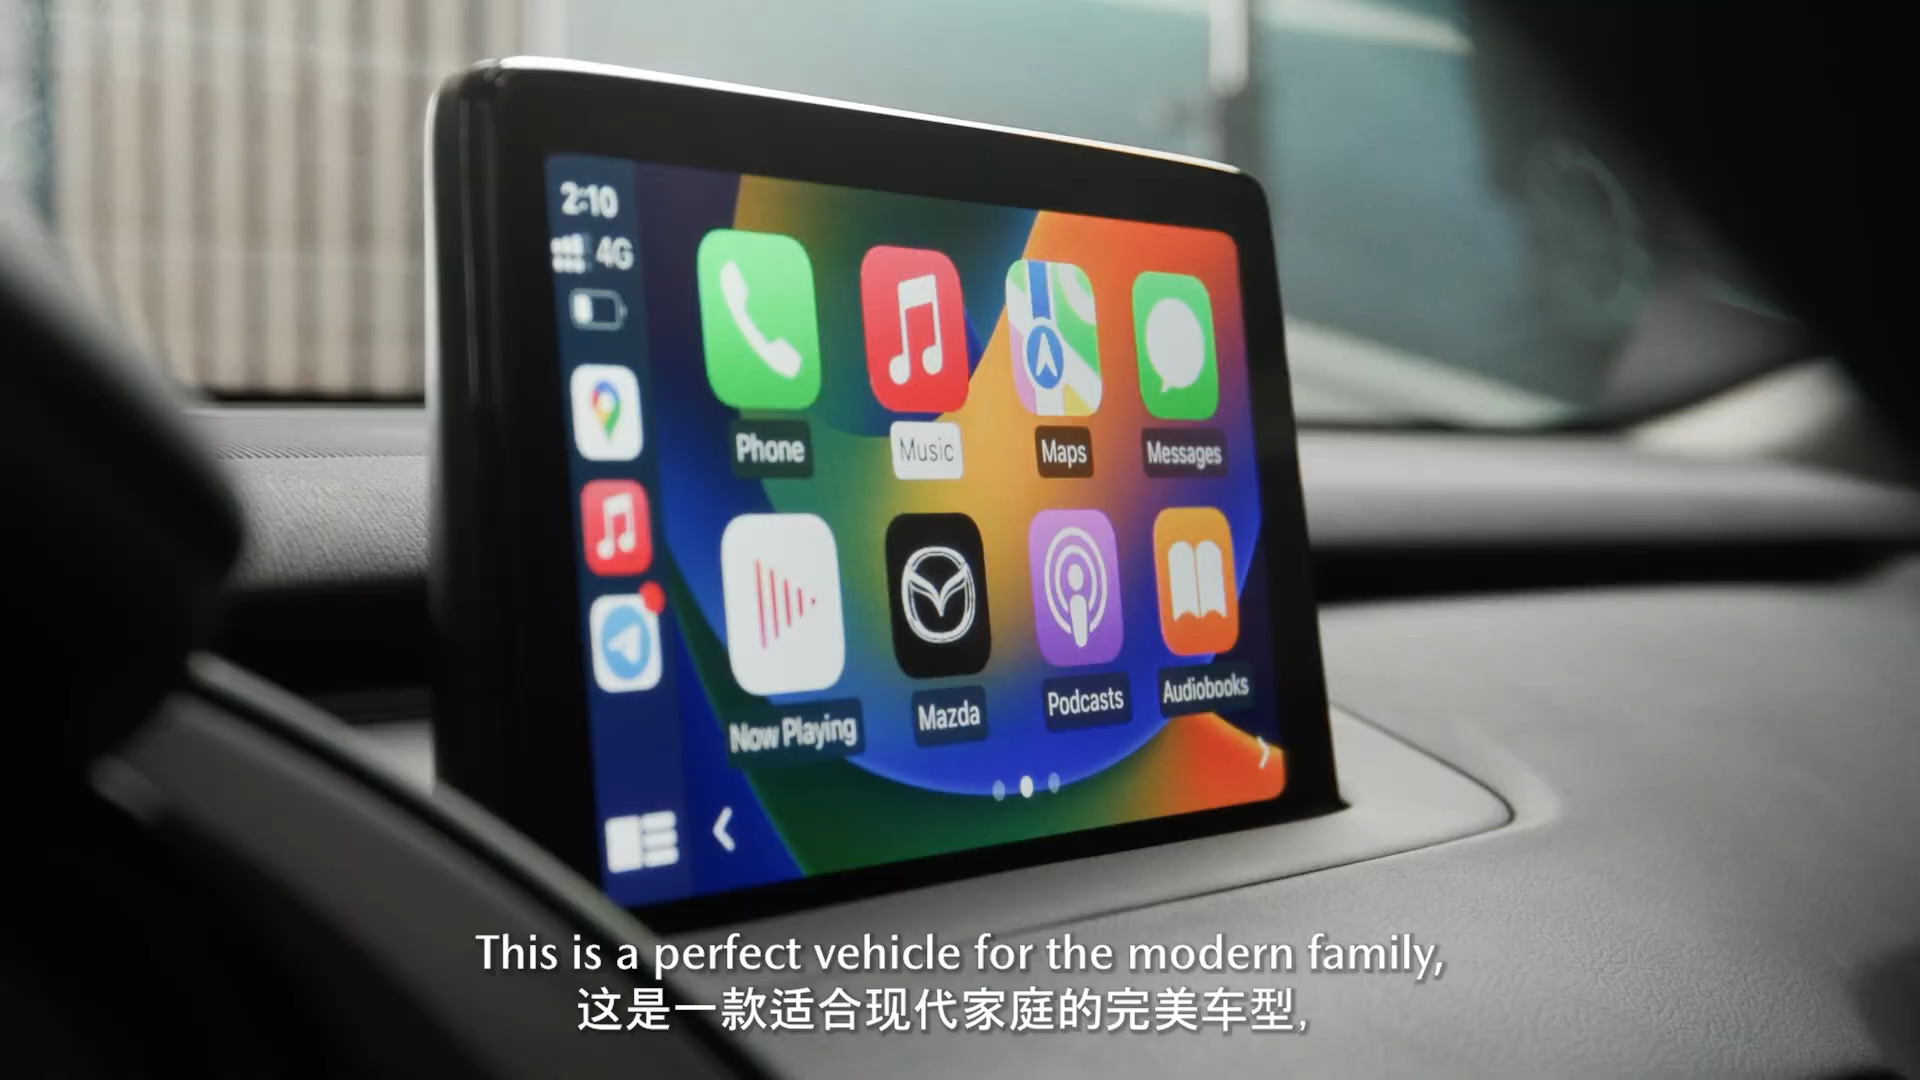 2:10
4G
Phone
Music
Maps
Messages
Now Playing
Mazda
Podcasts
Audiobooks
This is a perfect vehicle for the modern family,
这是一款适合现代家庭的完美车型,